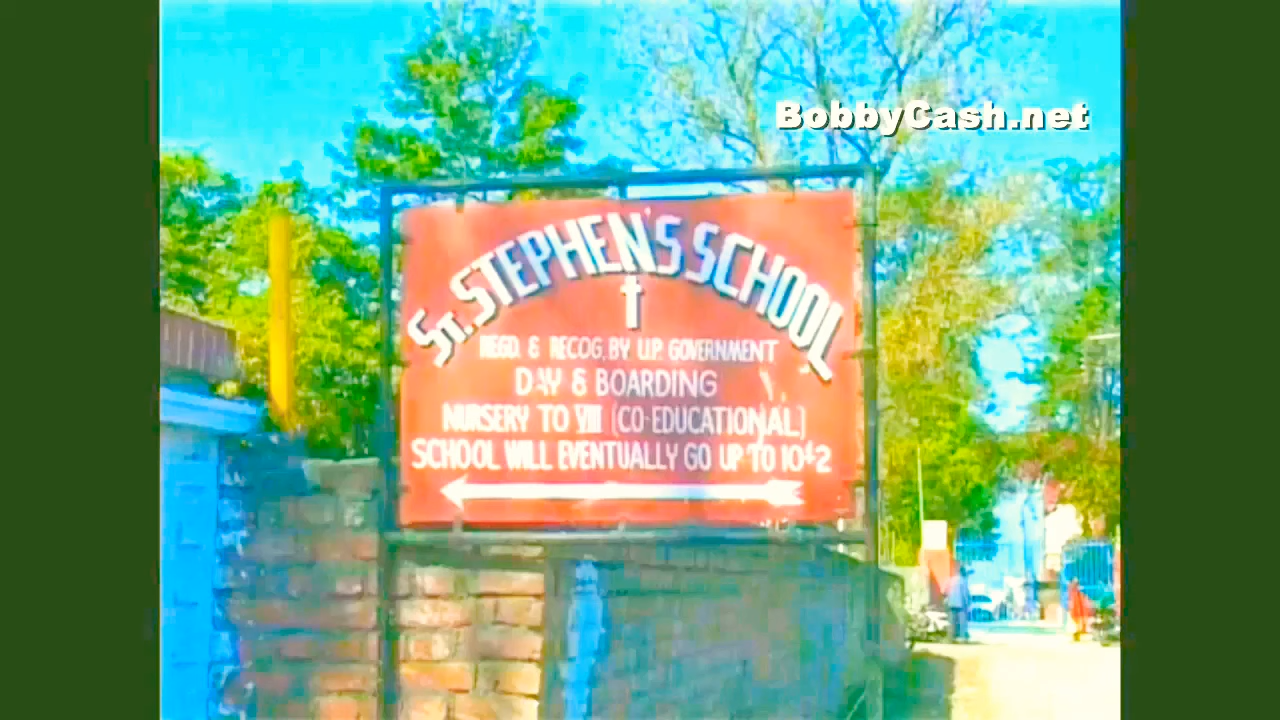 BobbyCash.net
ST. STEPHEN'S SCHOOL
REGD. & RECOG. BY U.P. GOVERNMENT
DAY & BOARDING
NURSERY TO VIII (CO-EDUCATIONAL)
SCHOOL WILL EVENTUALLY GO UP TO 10+2